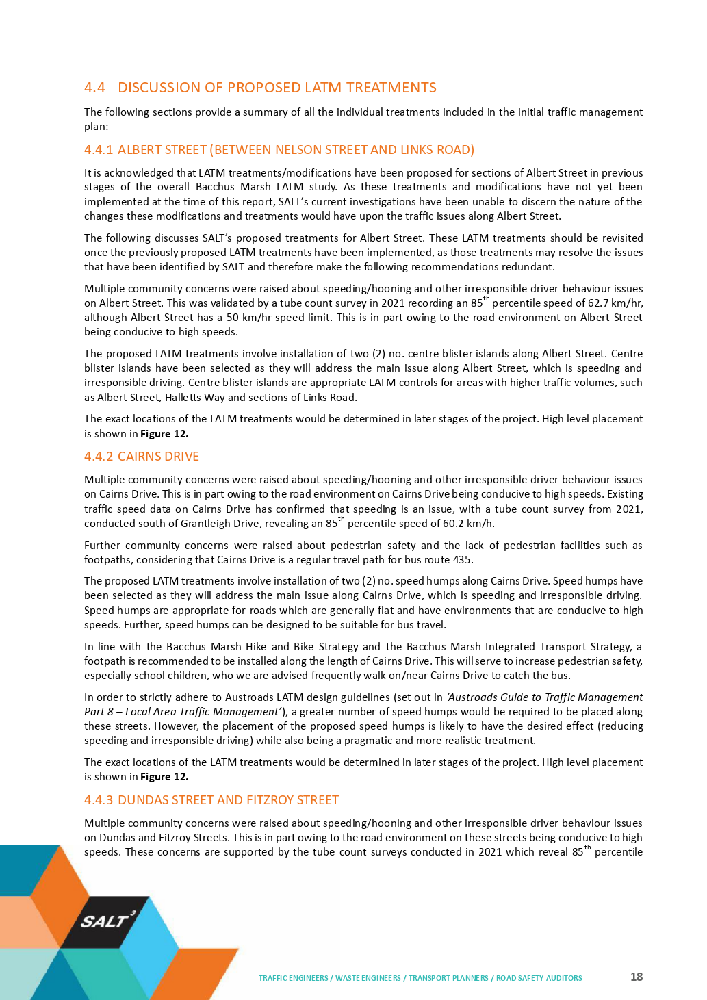 4.4 DISCUSSION OF PROPOSED LATM TREATMENTS
The following sections provide a summary of all the individual treatments included in the initial traffic management
plan:
4.4.1 ALBERT STREET (BETWEEN NELSON STREET AND LINKS ROAD)
It is acknowledged that LATM treatments/modifications have been proposed for sections of Albert Street in previous
stages of the overall Bacchus Marsh LATM study. As these treatments and modifications have not yet been
implemented at the time of this report, SALT’s current investigations have been unable to discern the nature of the
changes these modifications and treatments would have upon the traffic issues along Albert Street.
The following discusses SALT’s proposed treatments for Albert Street. These LATM treatments should be revisited
once the previously proposed LATM treatments have been implemented, as those treatments may resolve the issues
that have been identified by SALT and therefore make the following recommendations redundant.
Multiple community concerns were raised about speeding/hooning and other irresponsible driver behaviour issues
on Albert Street. This was validated by a tube count survey in 2021 recording an 85th percentile speed of 62.7 km/hr,
although Albert Street has a 50 km/hr speed limit. This is in part owing to the road environment on Albert Street
being conducive to high speeds.
The proposed LATM treatments involve installation of two (2) no. centre blister islands along Albert Street. Centre
blister islands have been selected as they will address the main issue along Albert Street, which is speeding and
irresponsible driving. Centre blister islands are appropriate LATM controls for areas with higher traffic volumes, such
as Albert Street, Halletts Way and sections of Links Road.
The exact locations of the LATM treatments would be determined in later stages of the project. High level placement
is shown in Figure 12.
4.4.2 CAIRNS DRIVE
Multiple community concerns were raised about speeding/hooning and other irresponsible driver behaviour issues
on Cairns Drive. This is in part owing to the road environment on Cairns Drive being conducive to high speeds. Existing
traffic speed data on Cairns Drive has confirmed that speeding is an issue, with a tube count survey from 2021,
conducted south of Grantleigh Drive, revealing an 85th percentile speed of 60.2 km/h.
Further community concerns were raised about pedestrian safety and the lack of pedestrian facilities such as
footpaths, considering that Cairns Drive is a regular travel path for bus route 435.
The proposed LATM treatments involve installation of two (2) no. speed humps along Cairns Drive. Speed humps have
been selected as they will address the main issue along Cairns Drive, which is speeding and irresponsible driving.
Speed humps are appropriate for roads which are generally flat and have environments that are conducive to high
speeds. Further, speed humps can be designed to be suitable for bus travel.
In line with the Bacchus Marsh Hike and Bike Strategy and the Bacchus Marsh Integrated Transport Strategy, a
footpath is recommended to be installed along the length of Cairns Drive. This will serve to increase pedestrian safety,
especially school children, who we are advised frequently walk on/near Cairns Drive to catch the bus.
In order to strictly adhere to Austroads LATM design guidelines (set out in ‘Austroads Guide to Traffic Management
Part 8 – Local Area Traffic Management’), a greater number of speed humps would be required to be placed along
these streets. However, the placement of the proposed speed humps is likely to have the desired effect (reducing
speeding and irresponsible driving) while also being a pragmatic and more realistic treatment.
The exact locations of the LATM treatments would be determined in later stages of the project. High level placement
is shown in Figure 12.
4.4.3 DUNDAS STREET AND FITZROY STREET
Multiple community concerns were raised about speeding/hooning and other irresponsible driver behaviour issues
on Dundas and Fitzroy Streets. This is in part owing to the road environment on these streets being conducive to high
speeds. These concerns are supported by the tube count surveys conducted in 2021 which reveal 85th percentile
SALT3
TRAFFIC ENGINEERS / WASTE ENGINEERS / TRANSPORT PLANNERS / ROAD SAFETY AUDITORS 18